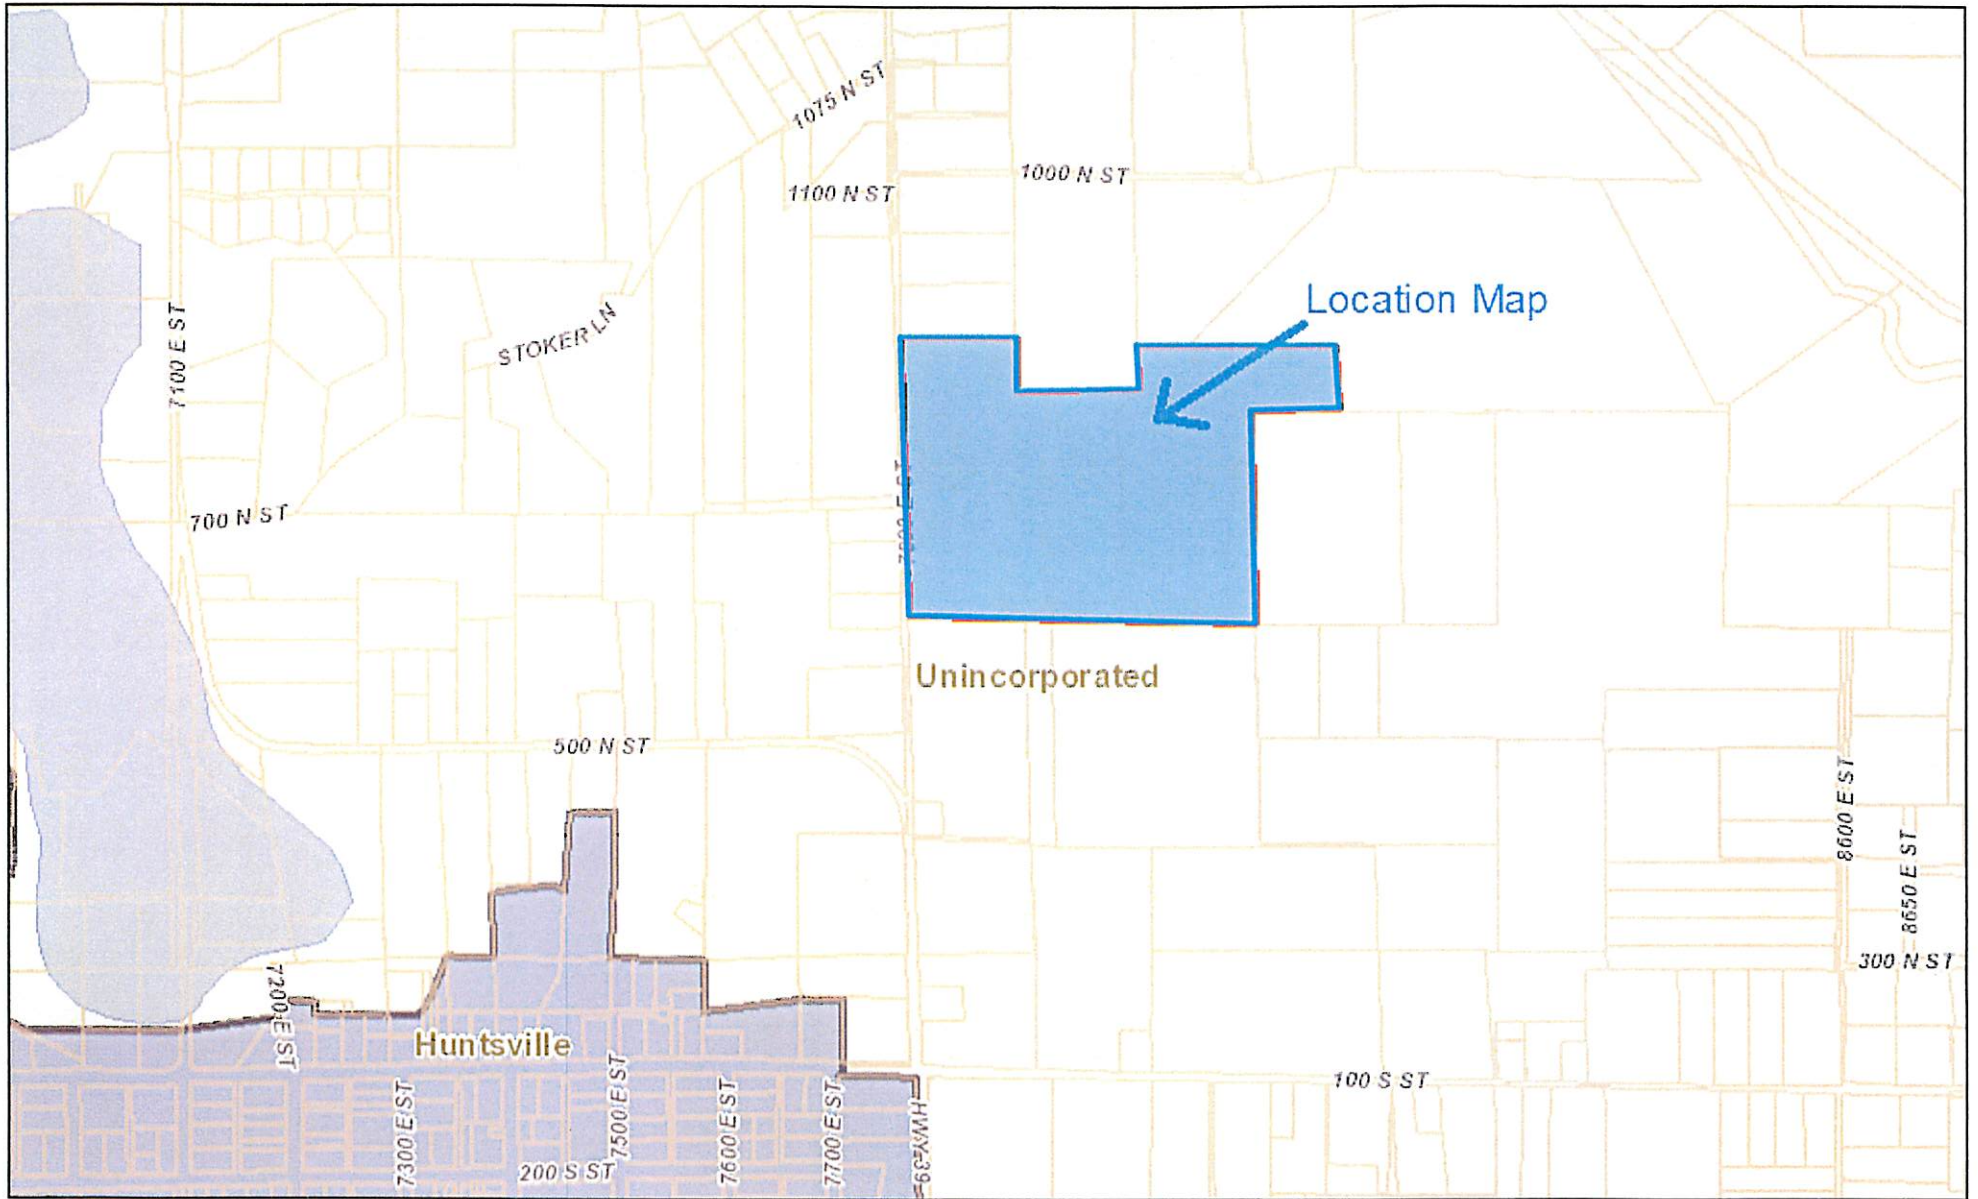 1075 N ST
1000 N ST
1100 N ST
Location Map
7100 E ST
STOKER LN
700 N ST
Unincorporated
500 N ST
8600 E ST
8650 E ST
300 N ST
7200 E ST
Huntsville
100 S ST
7300 E ST
7500 E ST
7600 E ST
7700 E ST
HWY 39
200 S ST